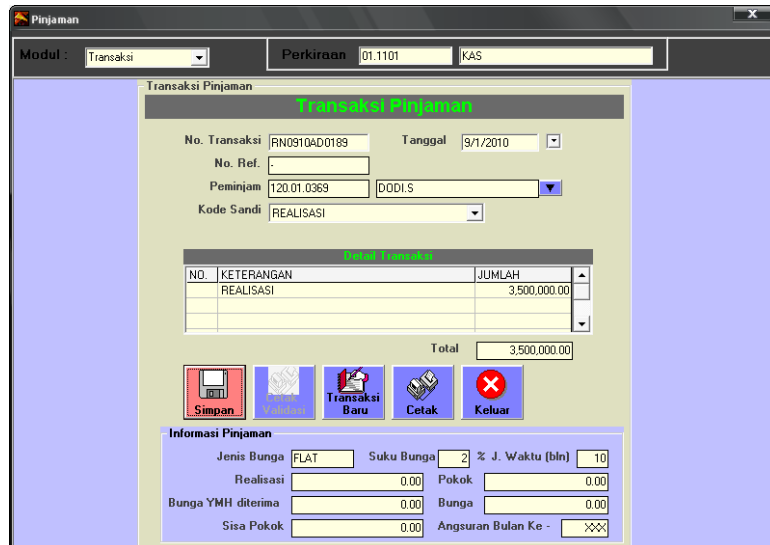 Pinjaman
Modul : Transaksi Perkiraan 01.1101 KAS
Transaksi Pinjaman
Transaksi Pinjaman
No. Transaksi RN0910AD0189 Tanggal 9/1/2010
No. Ref. -
Peminjam 120.01.0369 DODI.S
Kode Sandi REALISASI
Detail Transaksi
NO. KETERANGAN JUMLAH
REALISASI 3,500,000.00
Total 3,500,000.00
Simpan Cetak Validasi Transaksi Baru Cetak Keluar
Informasi Pinjaman
Jenis Bunga FLAT Suku Bunga 2 % J. Waktu (bln) 10
Realisasi 0.00 Pokok 0.00
Bunga YMH diterima 0.00 Bunga 0.00
Sisa Pokok 0.00 Angsuran Bulan Ke - XXX